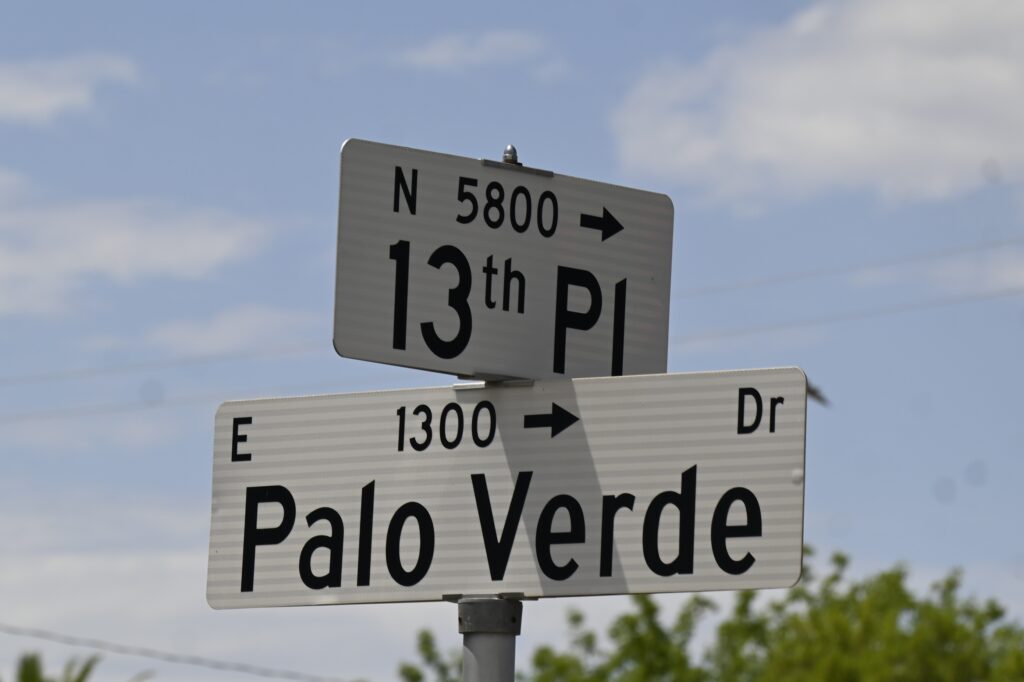 N 5800 →
13th Pl
E 1300 → Dr
Palo Verde